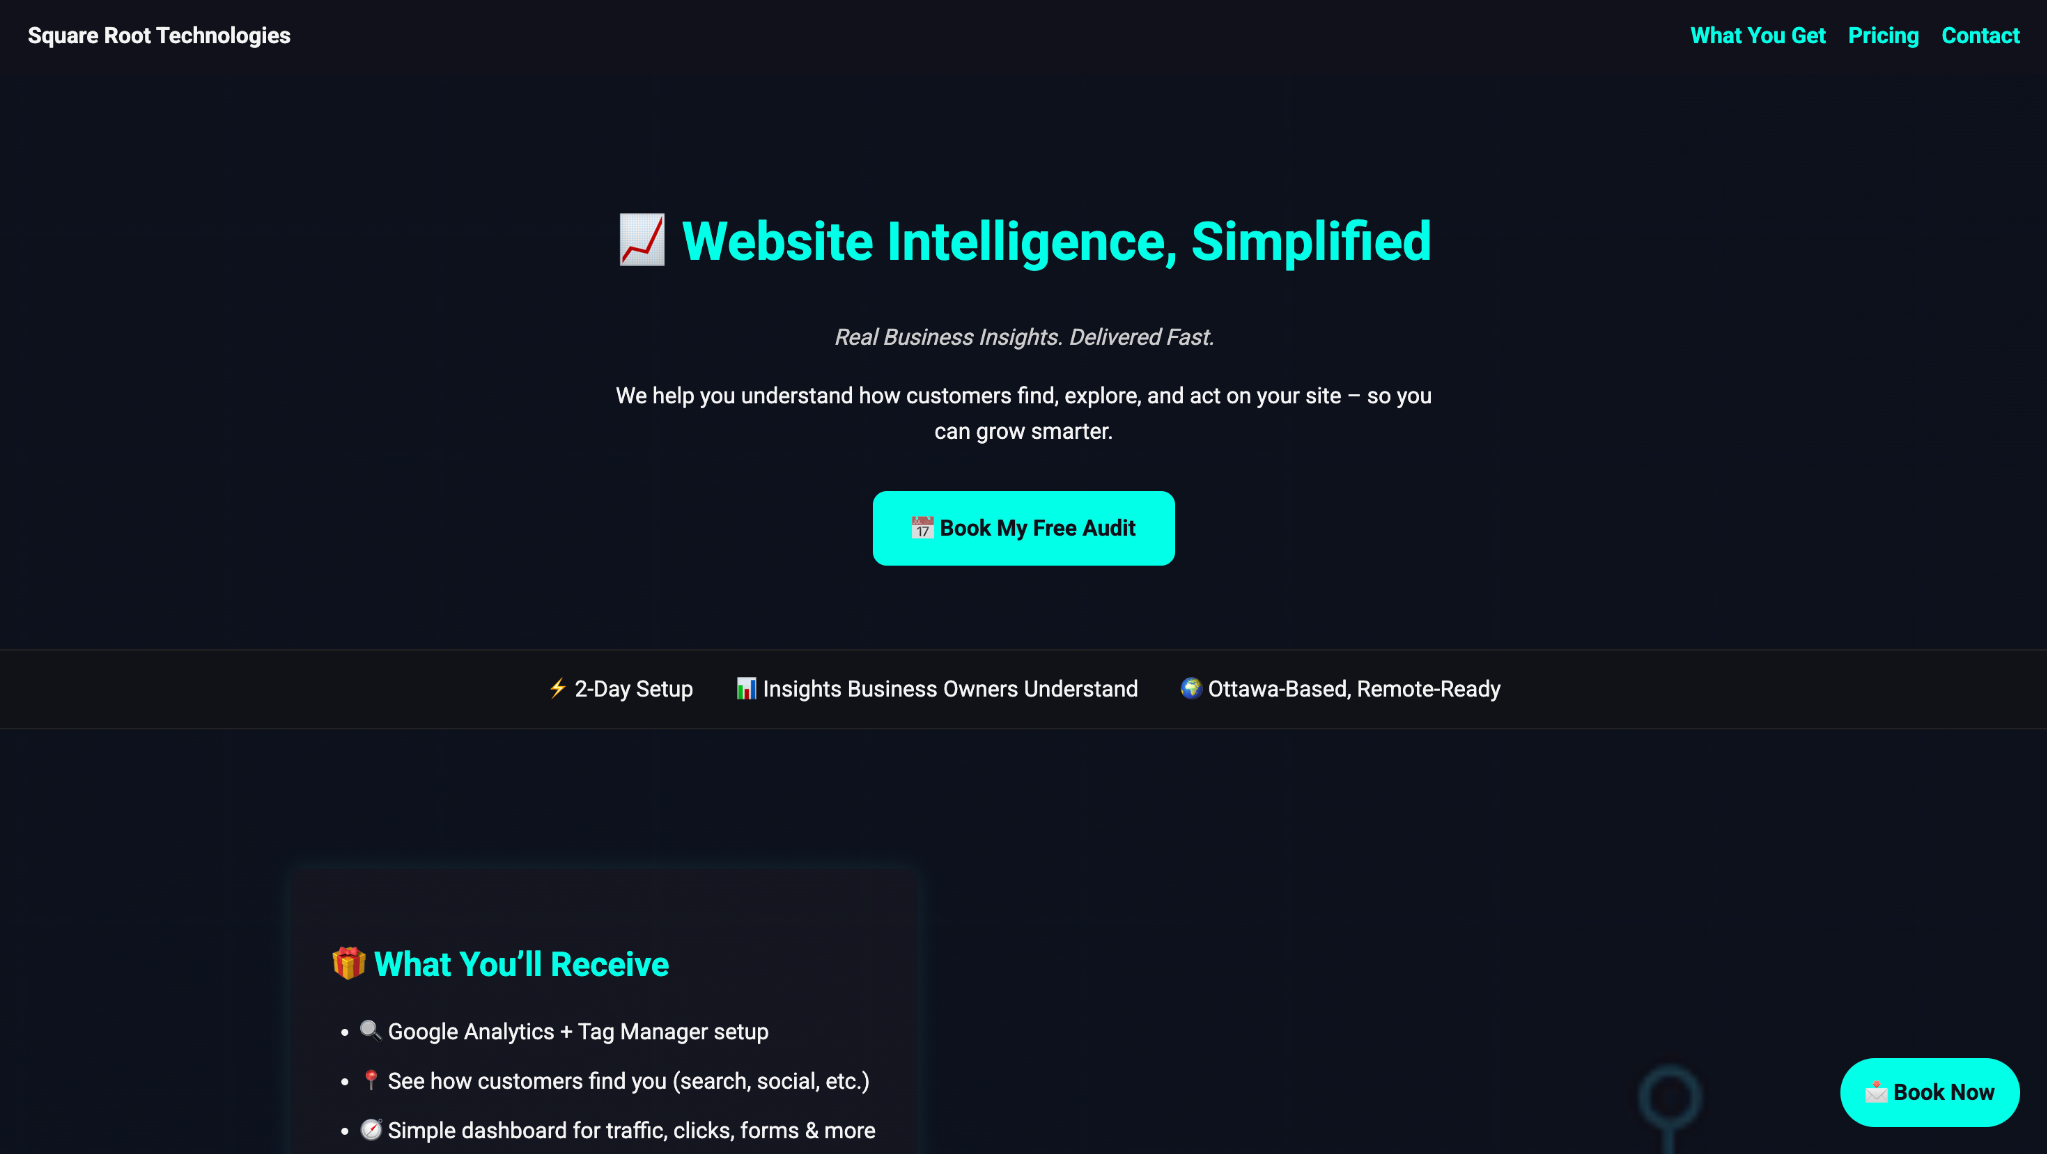 Square Root Technologies
What You Get Pricing Contact
📈 Website Intelligence, Simplified
Real Business Insights. Delivered Fast.
We help you understand how customers find, explore, and act on your site – so you
can grow smarter.
📅 Book My Free Audit
⚡ 2-Day Setup 📊 Insights Business Owners Understand 🌍 Ottawa-Based, Remote-Ready
🎁 What You’ll Receive
• 🔍 Google Analytics + Tag Manager setup
• 📍 See how customers find you (search, social, etc.)
• 🧭 Simple dashboard for traffic, clicks, forms & more
📩 Book Now